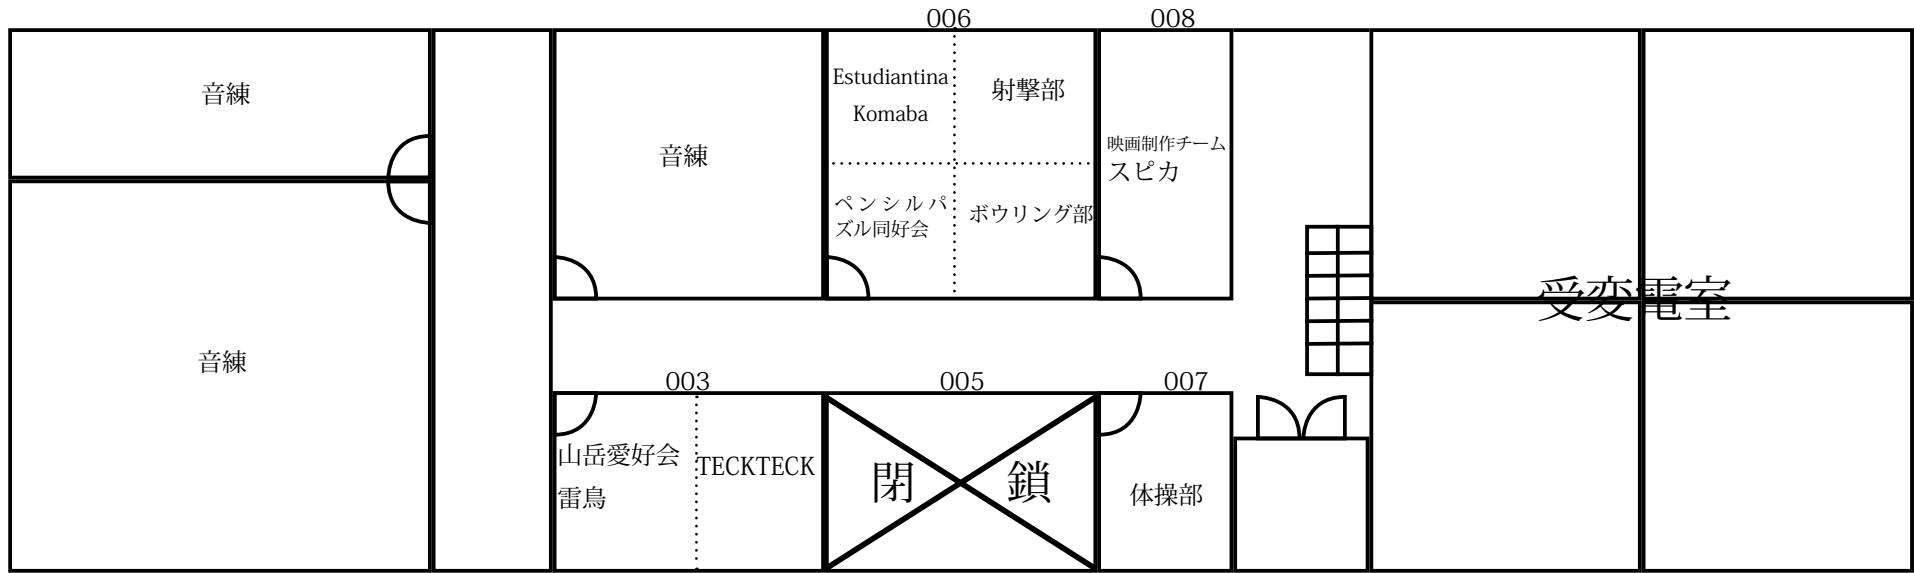 006
008
音練
Estudiantina
Komaba
射撃部
音練
映画制作チーム
スピカ
ペンシルパ
ズル同好会
ボウリング部
受変電室
音練
003
005
007
山岳愛好会
雷鳥
TECKTECK
閉鎖
体操部